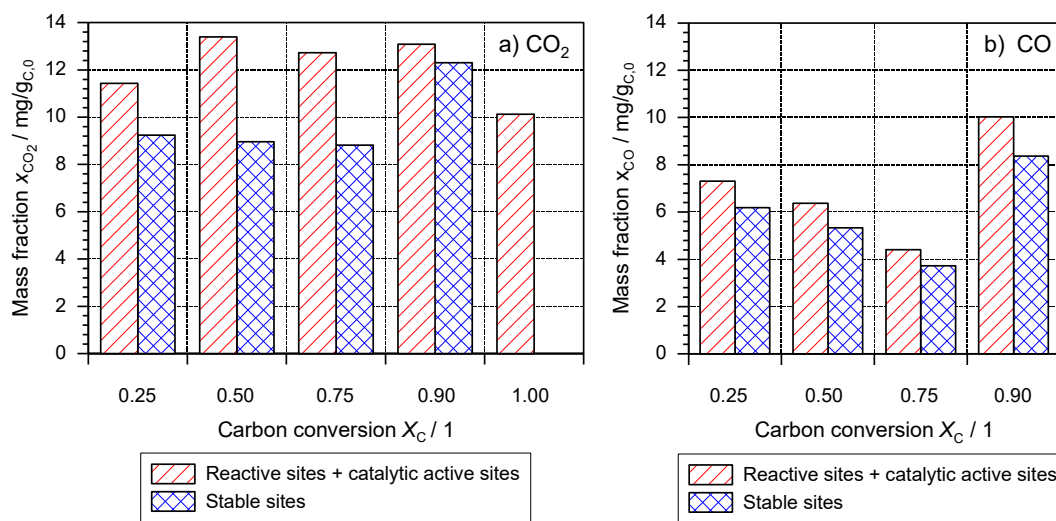 a) CO2
14
12
10
8
6
4
2
0
Mass fraction xCO2 / mg/gC,0
0.25 0.50 0.75 0.90 1.00
Carbon conversion XC / 1
Reactive sites + catalytic active sites
Stable sites
b) CO
14
12
10
8
6
4
2
0
Mass fraction xCO / mg/gC,0
0.25 0.50 0.75 0.90
Carbon conversion XC / 1
Reactive sites + catalytic active sites
Stable sites